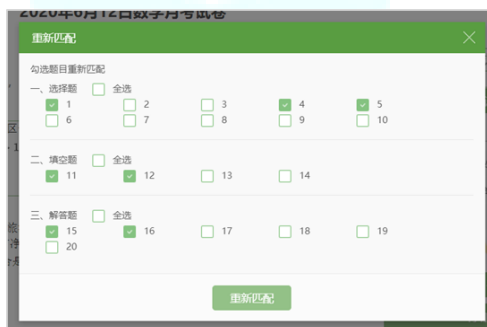 2020年6月12日数学月考试卷
重新匹配
勾选题目重新匹配
一、选择题 全选
1 2 3 4 5
6 7 8 9 10
二、填空题 全选
11 12 13 14
三、解答题 全选
15 16 17 18 19
20
重新匹配